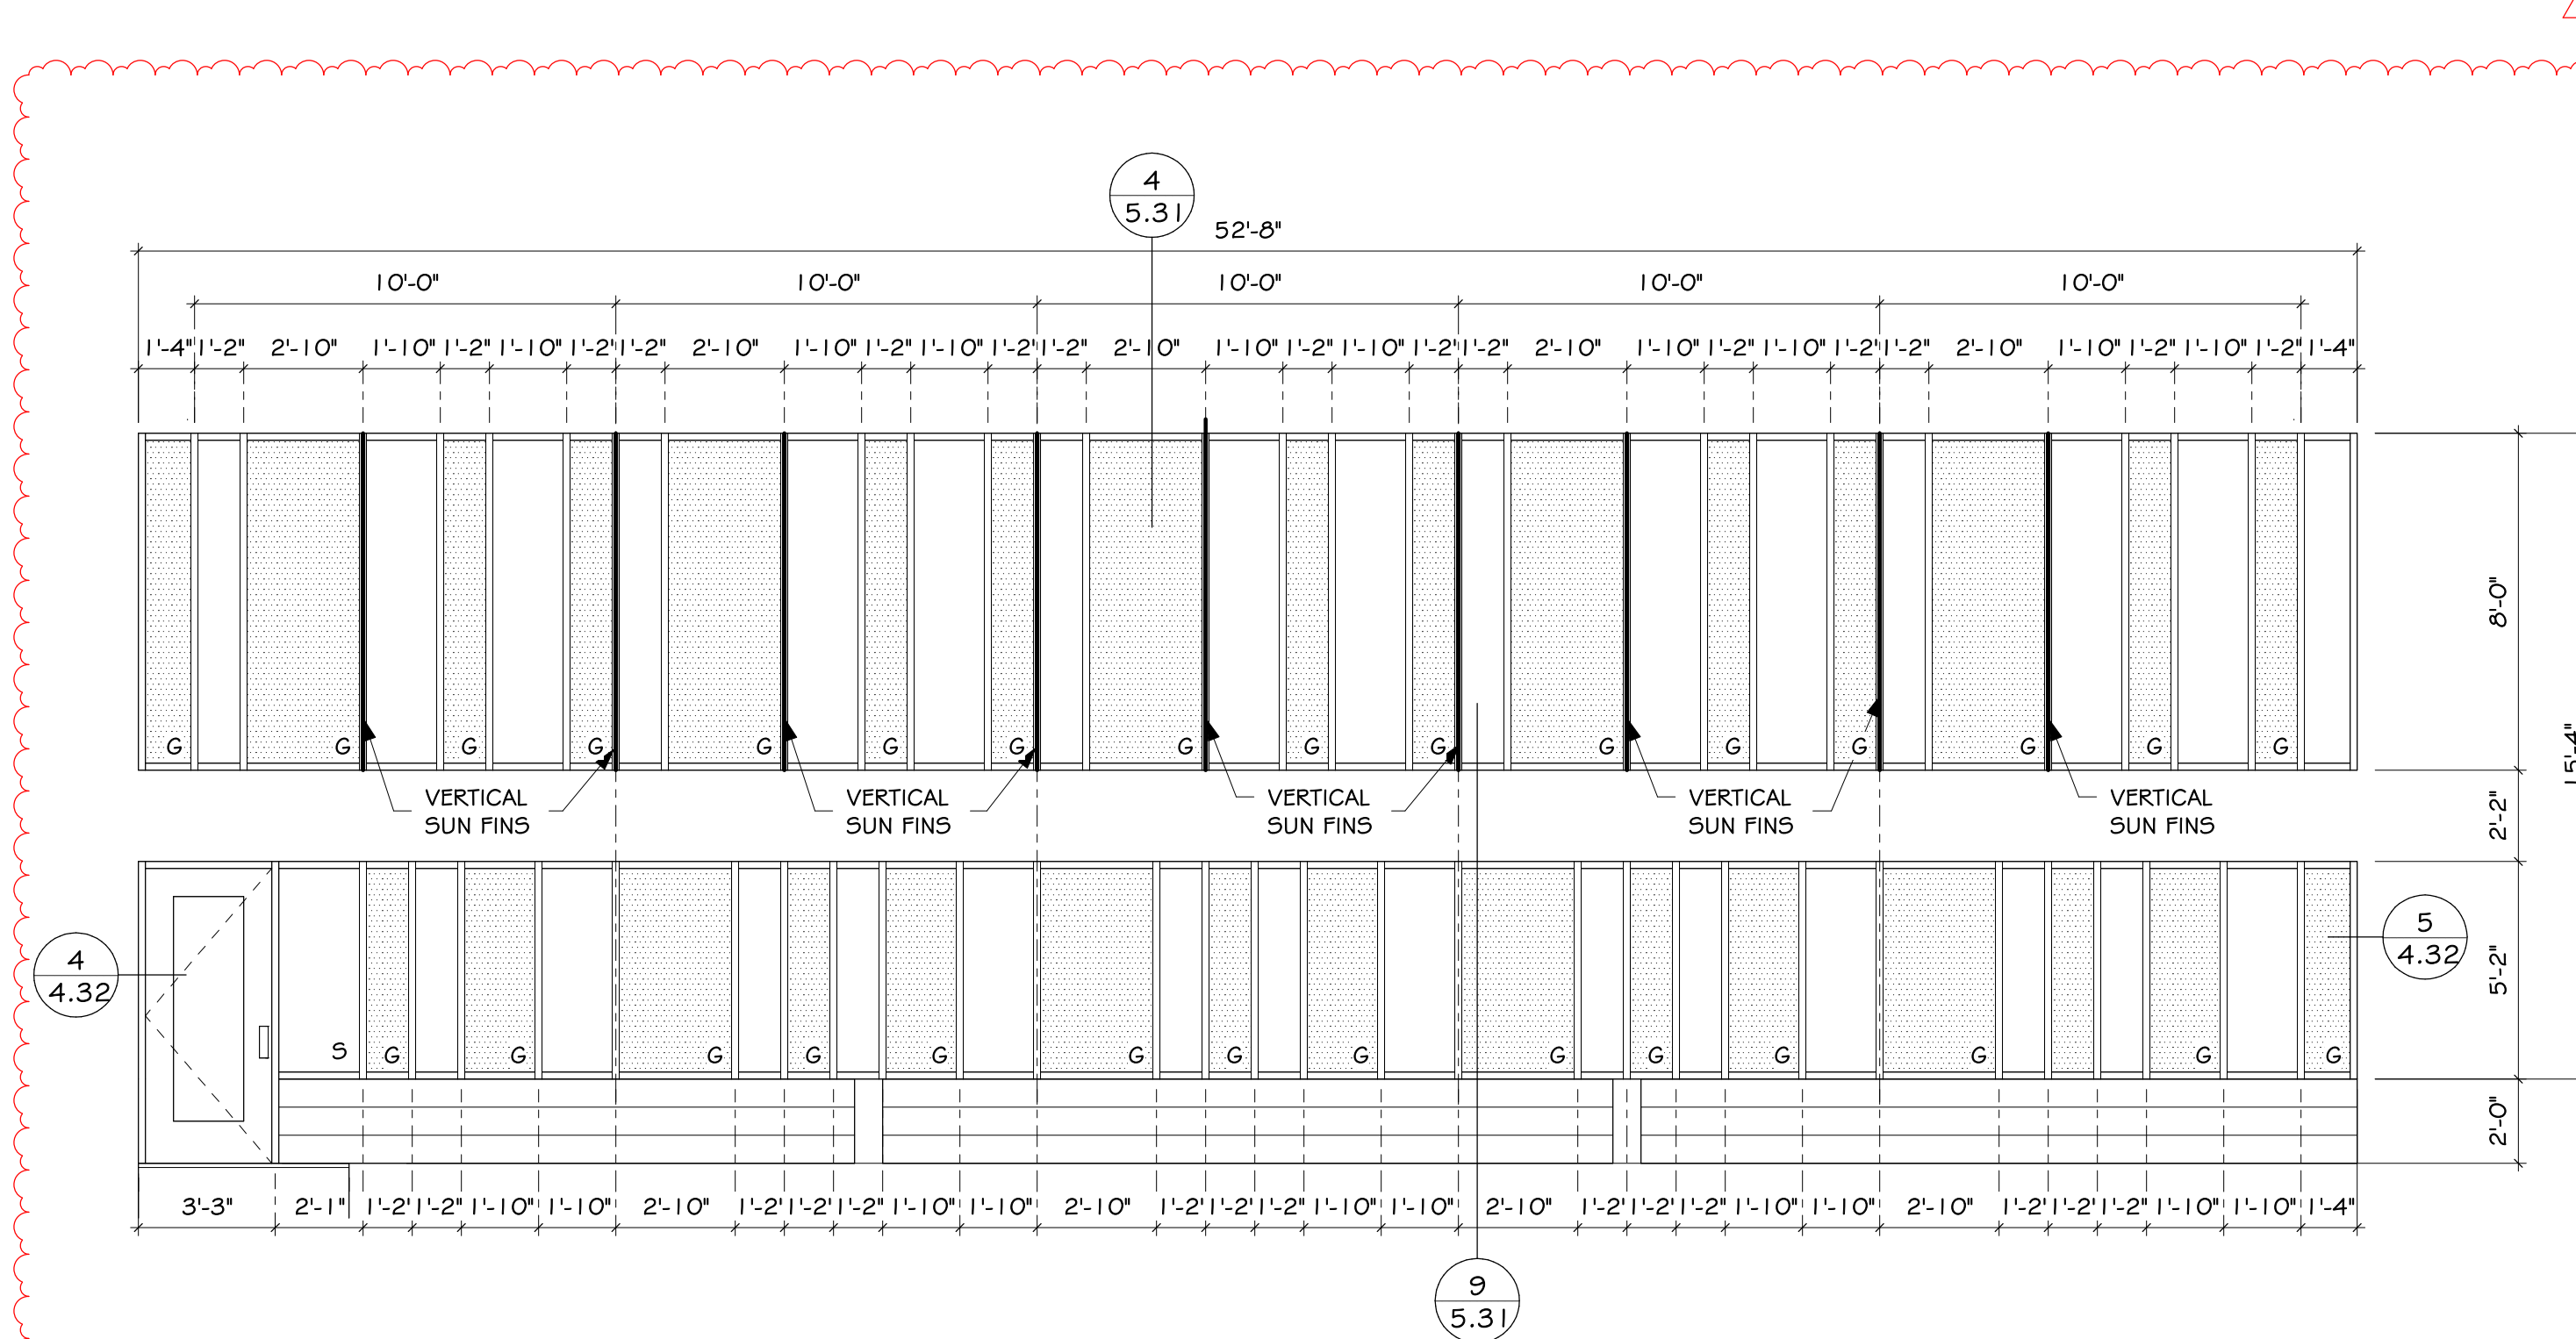 4
5.31
52'-8"
10'-0" 10'-0" 10'-0" 10'-0" 10'-0"
1'-4" 1'-2" 2'-10" 1'-10" 1'-2" 1'-10" 1'-2" 1'-2" 2'-10" 1'-10" 1'-2" 1'-10" 1'-2" 1'-2" 2'-10" 1'-10" 1'-2" 1'-10" 1'-2" 1'-2" 2'-10" 1'-10" 1'-2" 1'-10" 1'-2" 1'-2" 2'-10" 1'-10" 1'-2" 1'-10" 1'-2" 1'-4"
8'-0"
G G G G G G G G G G G G G G G G
15'-4"
VERTICAL VERTICAL VERTICAL VERTICAL VERTICAL
SUN FINS SUN FINS SUN FINS SUN FINS SUN FINS
2'-2"
4
4.32
5
4.32
5'-2"
S G G G G G G G G G G G G G G G
2'-0"
3'-3" 2'-1" 1'-2" 1'-2" 1'-10" 1'-10" 2'-10" 1'-2" 1'-2" 1'-2" 1'-10" 1'-10" 2'-10" 1'-2" 1'-2" 1'-2" 1'-10" 1'-10" 2'-10" 1'-2" 1'-2" 1'-2" 1'-10" 1'-10" 2'-10" 1'-2" 1'-2" 1'-2" 1'-10" 1'-10" 1'-4"
9
5.31